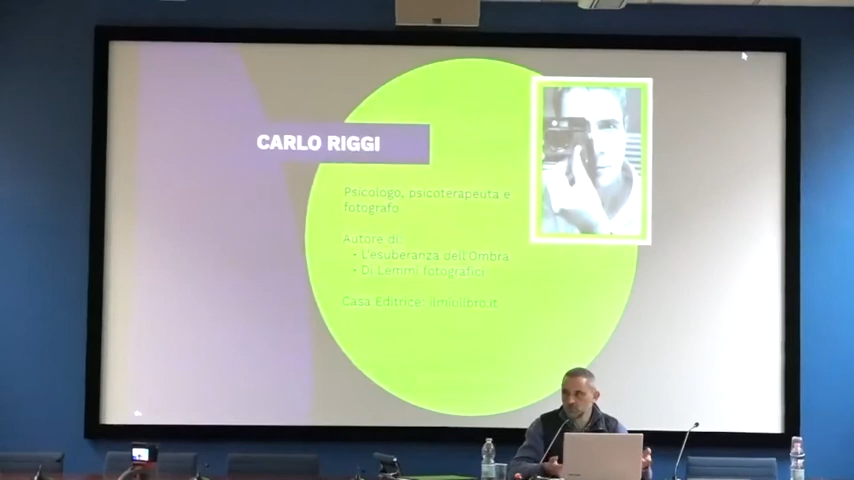 CARLO RIGGI
Psicologo, psicoterapeuta e
fotografo
Autore di:
• L'esuberanza dell'Ombra
• Di Lemmi fotografici
Casa Editrice: ilmiolibro.it